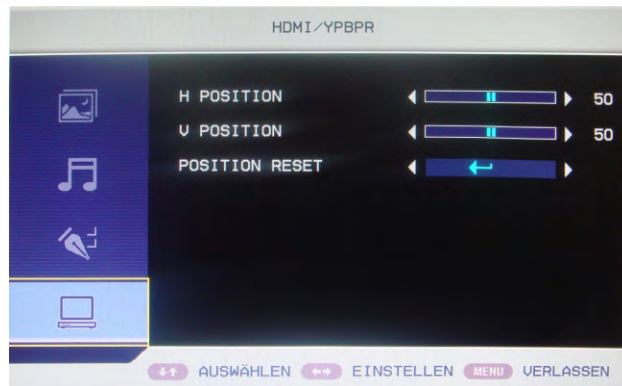 HDMI/YPBPR
H POSITION 50
V POSITION 50
POSITION RESET
AUSWÄHLEN EINSTELLEN MENU VERLASSEN